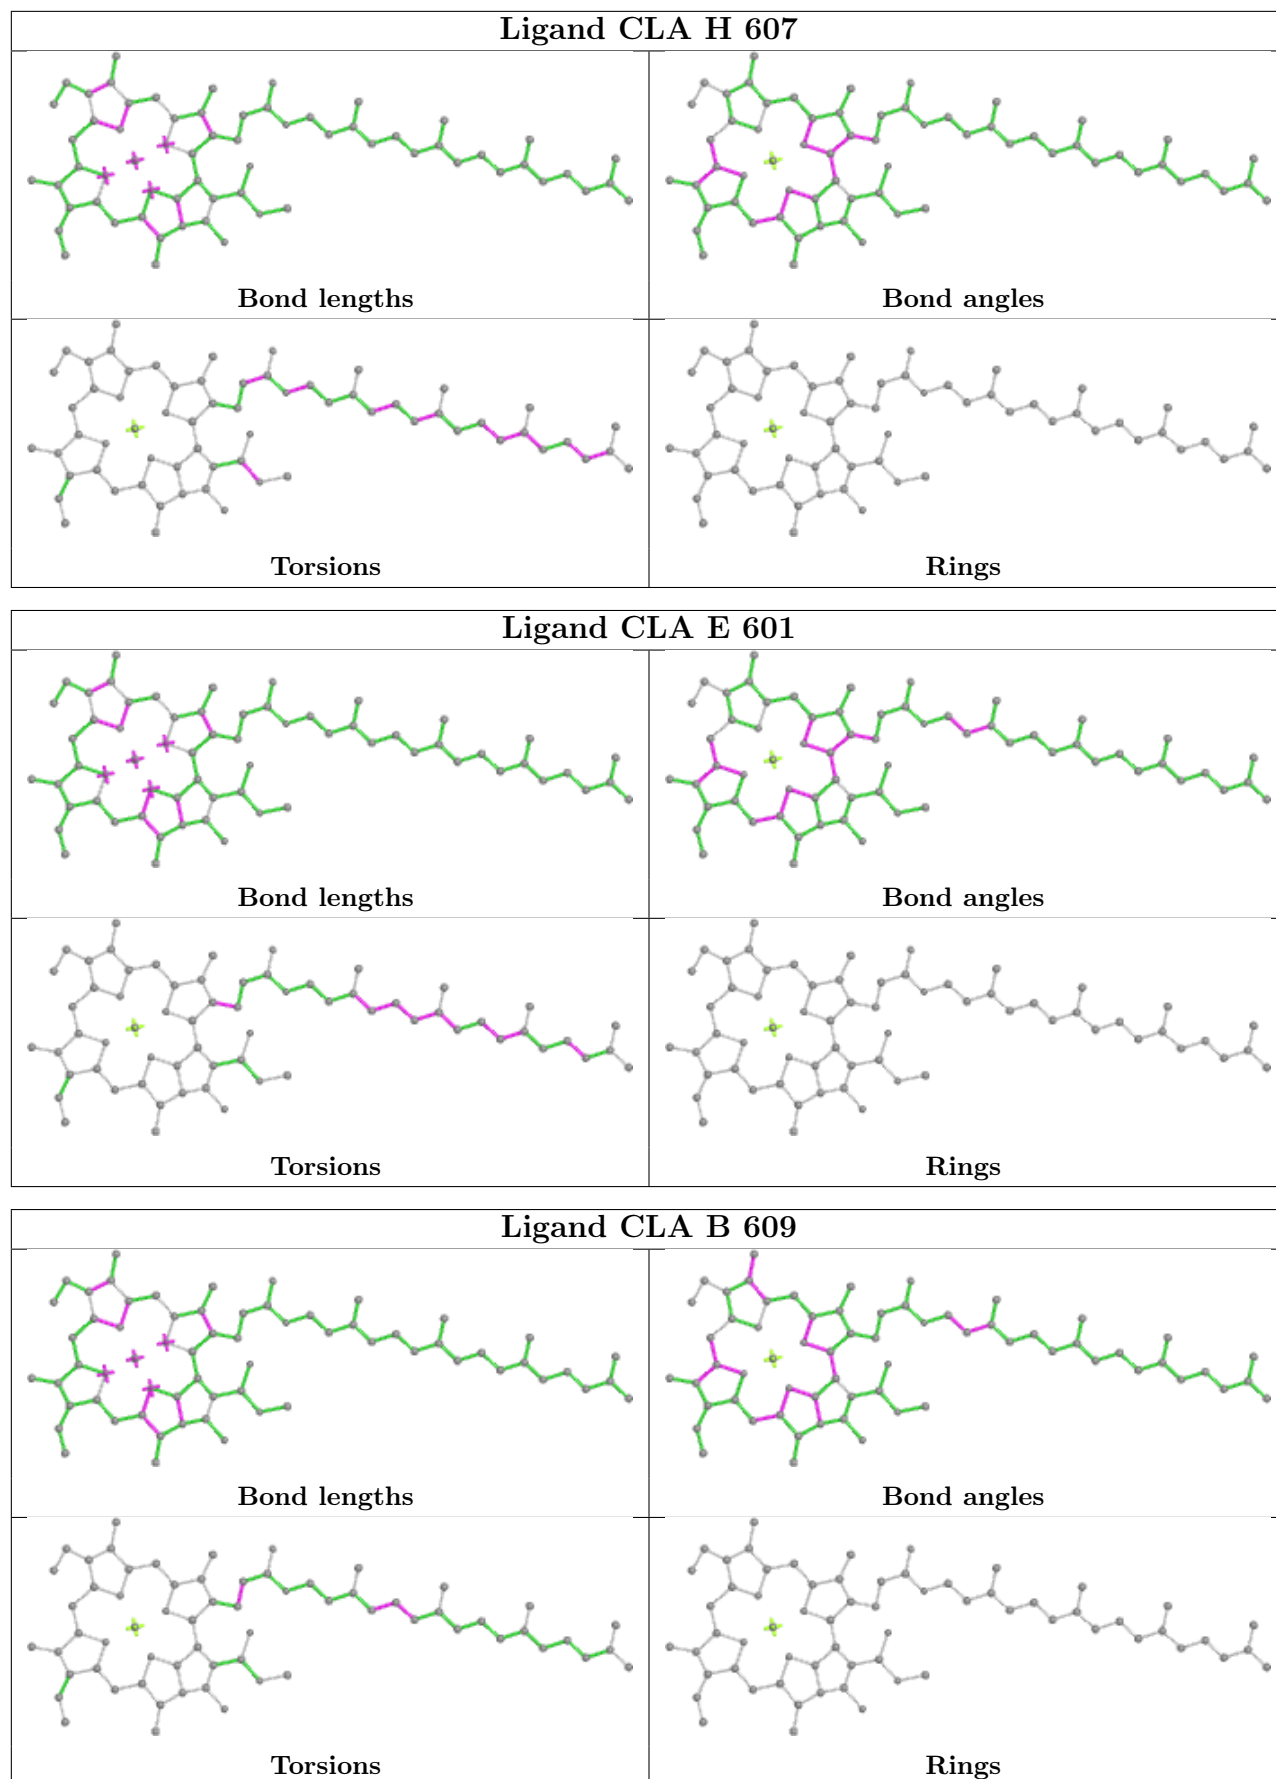 Ligand CLA H 607
Bond lengths
Bond angles
Torsions
Rings
Ligand CLA E 601
Bond lengths
Bond angles
Torsions
Rings
Ligand CLA B 609
Bond lengths
Bond angles
Torsions
Rings